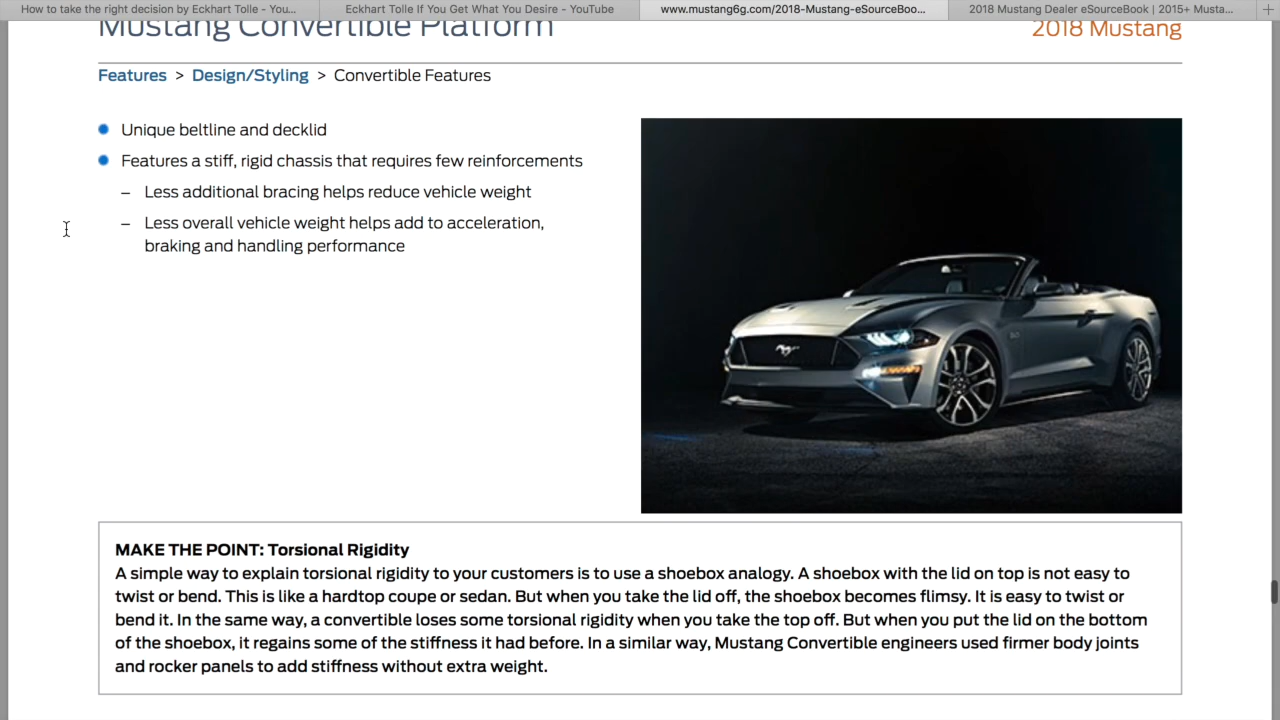 How to take the right decision by Eckhart Tolle - You...
Eckhart Tolle If You Get What You Desire - YouTube
www.mustang6g.com/2018-Mustang-eSourceBoo...
2018 Mustang Dealer eSourceBook | 2015+ Musta...
Mustang Convertible Platform
2018 Mustang
Features > Design/Styling > Convertible Features
Unique beltline and decklid
Features a stiff, rigid chassis that requires few reinforcements
– Less additional bracing helps reduce vehicle weight
– Less overall vehicle weight helps add to acceleration,
braking and handling performance
5.0
MAKE THE POINT: Torsional Rigidity
A simple way to explain torsional rigidity to your customers is to use a shoebox analogy. A shoebox with the lid on top is not easy to
twist or bend. This is like a hardtop coupe or sedan. But when you take the lid off, the shoebox becomes flimsy. It is easy to twist or
bend it. In the same way, a convertible loses some torsional rigidity when you take the top off. But when you put the lid on the bottom
of the shoebox, it regains some of the stiffness it had before. In a similar way, Mustang Convertible engineers used firmer body joints
and rocker panels to add stiffness without extra weight.